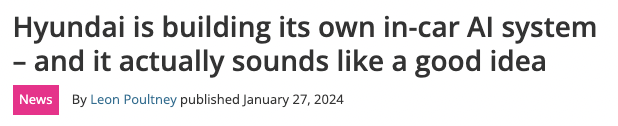 Hyundai is building its own in-car AI system
– and it actually sounds like a good idea
News By Leon Poultney published January 27, 2024